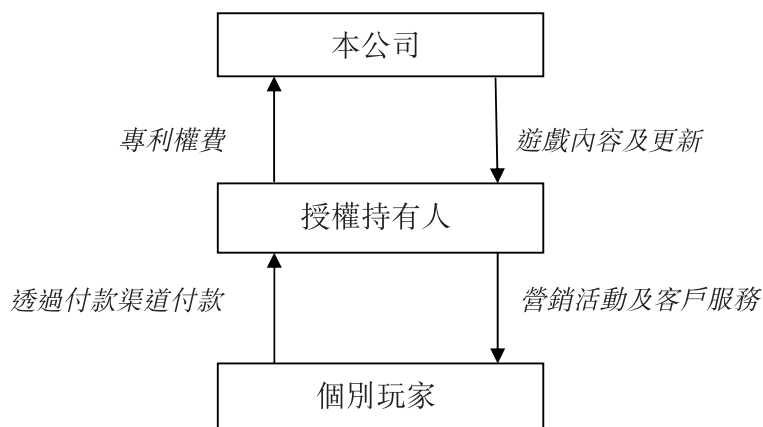 本公司
專利權費
遊戲內容及更新
授權持有人
透過付款渠道付款
營銷活動及客戶服務
個別玩家